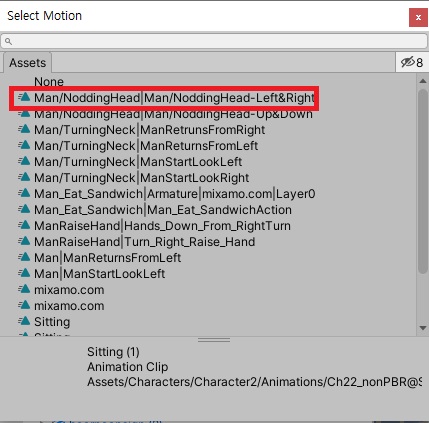 Select Motion
x
Assets
8
None
Man/NoddingHead|Man/NoddingHead-Left&Right
Man/NoddingHead|Man/NoddingHead-Up&Down
Man/TurningNeck|ManRetrunsFromRight
Man/TurningNeck|ManReturnsFromLeft
Man/TurningNeck|ManStartLookLeft
Man/TurningNeck|ManStartLookRight
Man_Eat_Sandwich|Armature|mixamo.com|Layer0
Man_Eat_Sandwich|Man_Eat_SandwichAction
ManRaiseHand|Hands_Down_From_RightTurn
ManRaiseHand|Turn_Right_Raise_Hand
Man|ManReturnsFromLeft
Man|ManStartLookLeft
mixamo.com
mixamo.com
Sitting
Sitting (1)
Animation Clip
Assets/Characters/Character2/Animations/Ch22_nonPBR@S